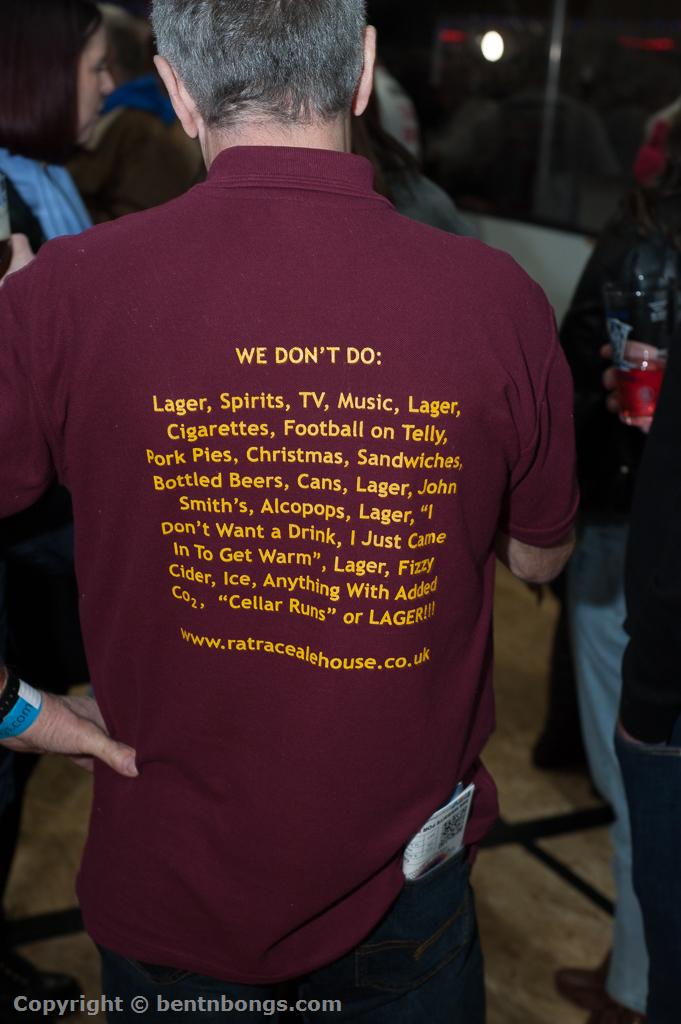 WE DON'T DO:
Lager, Spirits, TV, Music, Lager,
Cigarettes, Football on Telly,
Pork Pies, Christmas, Sandwiches,
Bottled Beers, Cans, Lager, John
Smith's, Alcopops, Lager, "I
Don't Want a Drink, I Just Came
In To Get Warm", Lager, Fizzy
Cider, Ice, Anything With Added
Co₂, "Cellar Runs" or LAGER!!!
www.ratracealehouse.co.uk
Copyright © bentnbongs.com